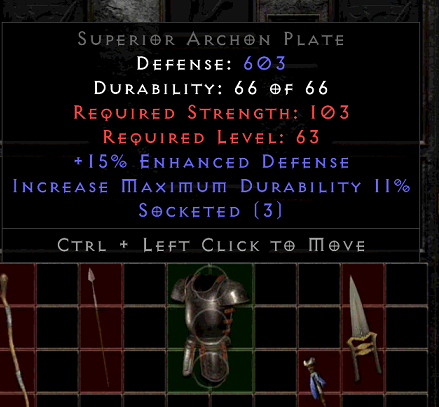 Superior Archon Plate
Defense: 603
Durability: 66 of 66
Required Strength: 103
Required Level: 63
+15% Enhanced Defense
Increase Maximum Durability 11%
Socketed (3)
Ctrl + Left Click to Move